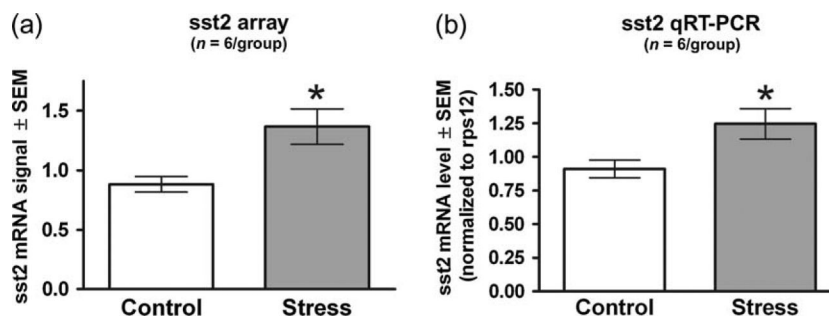 (a)
sst2 array
(n = 6/group)
sst2 mRNA signal ± SEM
1.5
1.0
0.5
0.0
*
Control
Stress
(b)
sst2 qRT-PCR
(n = 6/group)
sst2 mRNA level ± SEM
(normalized to rps12)
1.50
1.25
1.00
0.75
0.50
0.25
0.00
*
Control
Stress